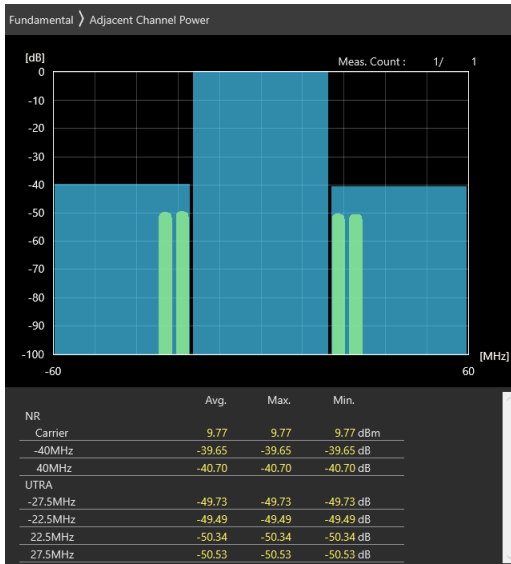 Fundamental 〉 Adjacent Channel Power
[dB]
Meas. Count : 1/ 1
0
-10
-20
-30
-40
-50
-60
-70
-80
-90
-100
[MHz]
-60 60
Avg. Max. Min.
NR
Carrier 9.77 9.77 9.77 dBm
-40MHz -39.65 -39.65 -39.65 dB
40MHz -40.70 -40.70 -40.70 dB
UTRA
-27.5MHz -49.73 -49.73 -49.73 dB
-22.5MHz -49.49 -49.49 -49.49 dB
22.5MHz -50.34 -50.34 -50.34 dB
27.5MHz -50.53 -50.53 -50.53 dB